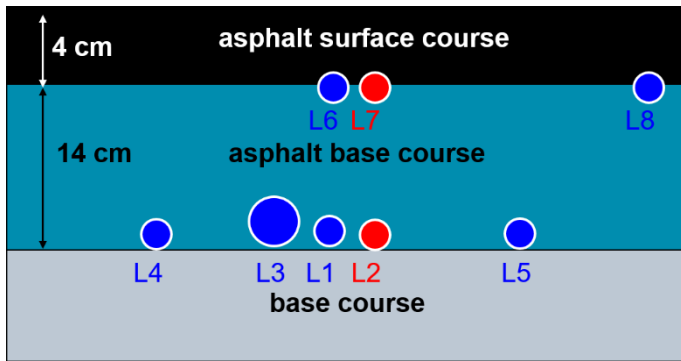 asphalt surface course
4 cm
L6 L7 L8
asphalt base course
14 cm
L4 L3 L1 L2 L5
base course